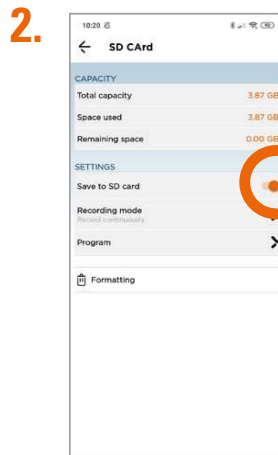 2.
10:20
SD CArd
CAPACITY
Total capacity 3.87 GB
Space used 3.87 GB
Remaining space 0.00 GB
SETTINGS
Save to SD card
Recording mode
Record continuously
Program
Formatting